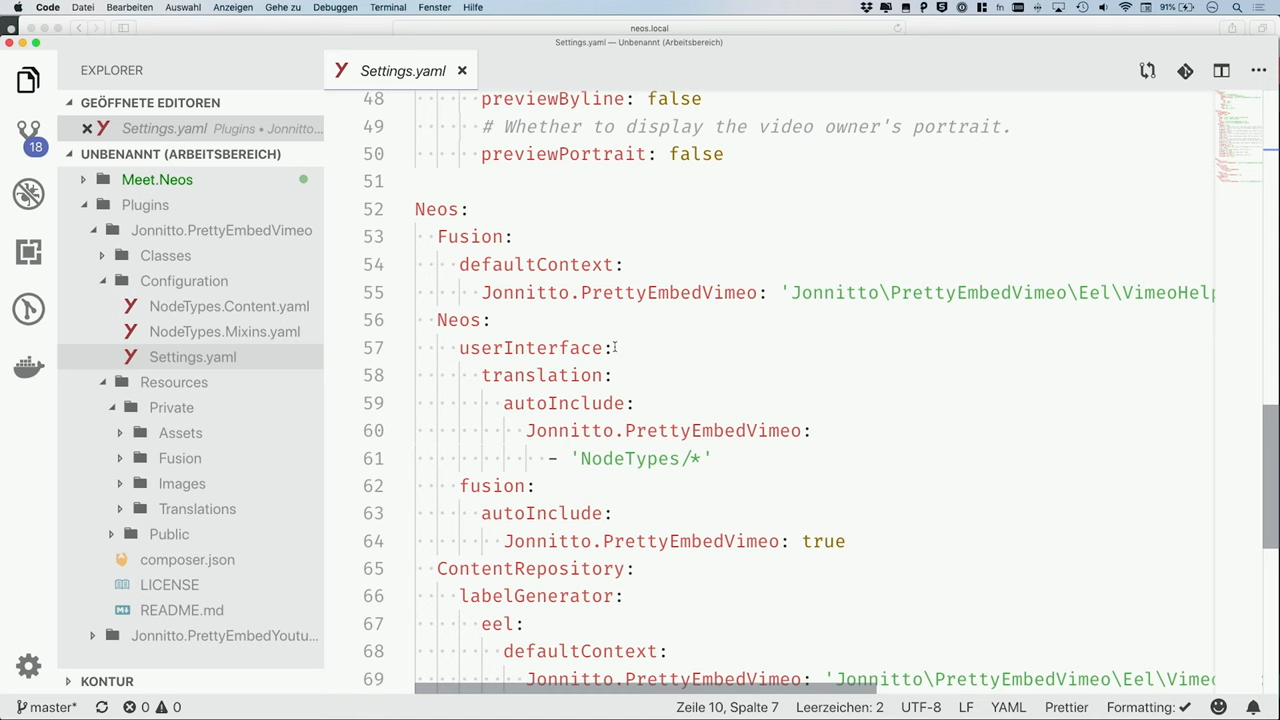 Code Datei Bearbeiten Auswahl Anzeigen Gehe zu Debuggen Terminal Fenster Hilfe
91%
neos.local
Settings.yaml — Unbenannt (Arbeitsbereich)
EXPLORER
Settings.yaml
GEÖFFNETE EDITOREN
Settings.yaml Plugins • Jonnitto...
UNBENANNT (ARBEITSBEREICH)
Meet.Neos
Plugins
Jonnitto.PrettyEmbedVimeo
Classes
Configuration
NodeTypes.Content.yaml
NodeTypes.Mixins.yaml
Settings.yaml
Resources
Private
Assets
Fusion
Images
Translations
Public
composer.json
LICENSE
README.md
Jonnitto.PrettyEmbedYoutu...
KONTUR
18
48 previewByline: false
49 # Whether to display the video owner's portrait.
50 previewPortrait: false
51
52 Neos:
53 Fusion:
54 defaultContext:
55 Jonnitto.PrettyEmbedVimeo: 'Jonnitto\PrettyEmbedVimeo\Eel\VimeoHelp
56 Neos:
57 userInterface:
58 translation:
59 autoInclude:
60 Jonnitto.PrettyEmbedVimeo:
61 - 'NodeTypes/*'
62 fusion:
63 autoInclude:
64 Jonnitto.PrettyEmbedVimeo: true
65 ContentRepository:
66 labelGenerator:
67 eel:
68 defaultContext:
69 Jonnitto.PrettyEmbedVimeo: 'Jonnitto\PrettyEmbedVimeo\Eel\Vimeo
master* 0 0 Zeile 10, Spalte 7 Leerzeichen: 2 UTF-8 LF YAML Prettier Formatting: ✓